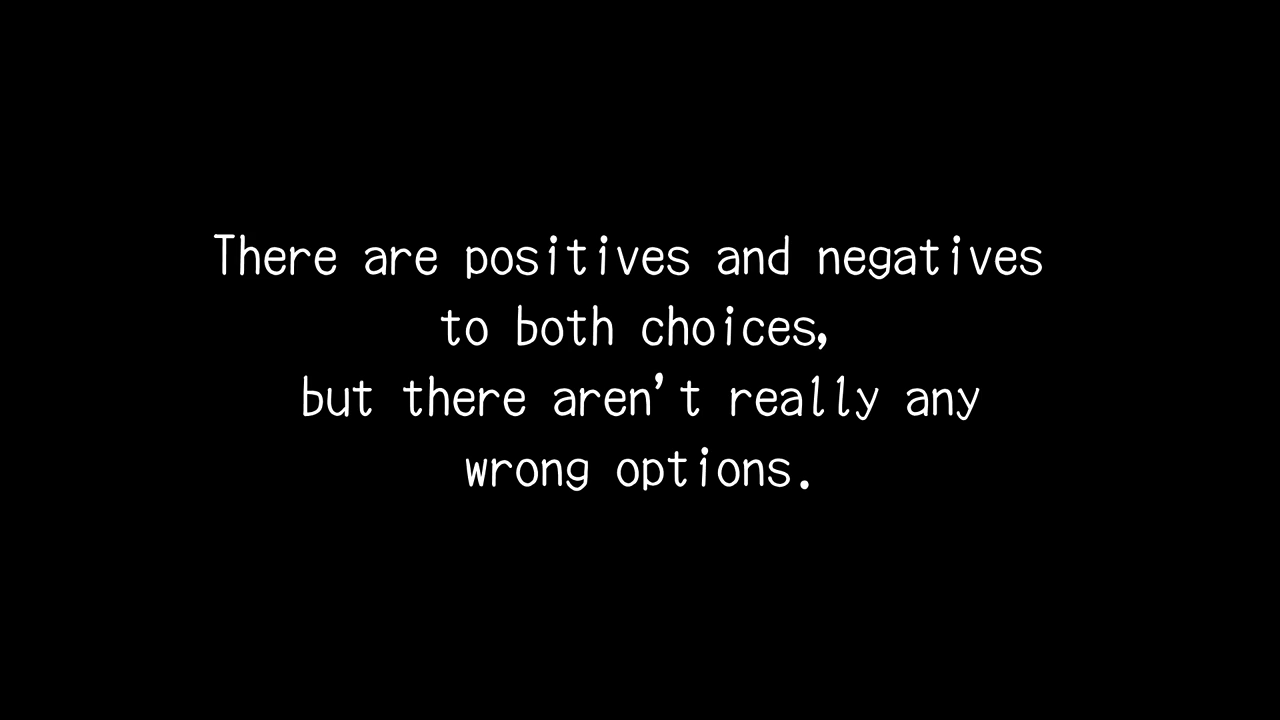 There are positives and negatives
to both choices,
but there aren't really any
wrong options.